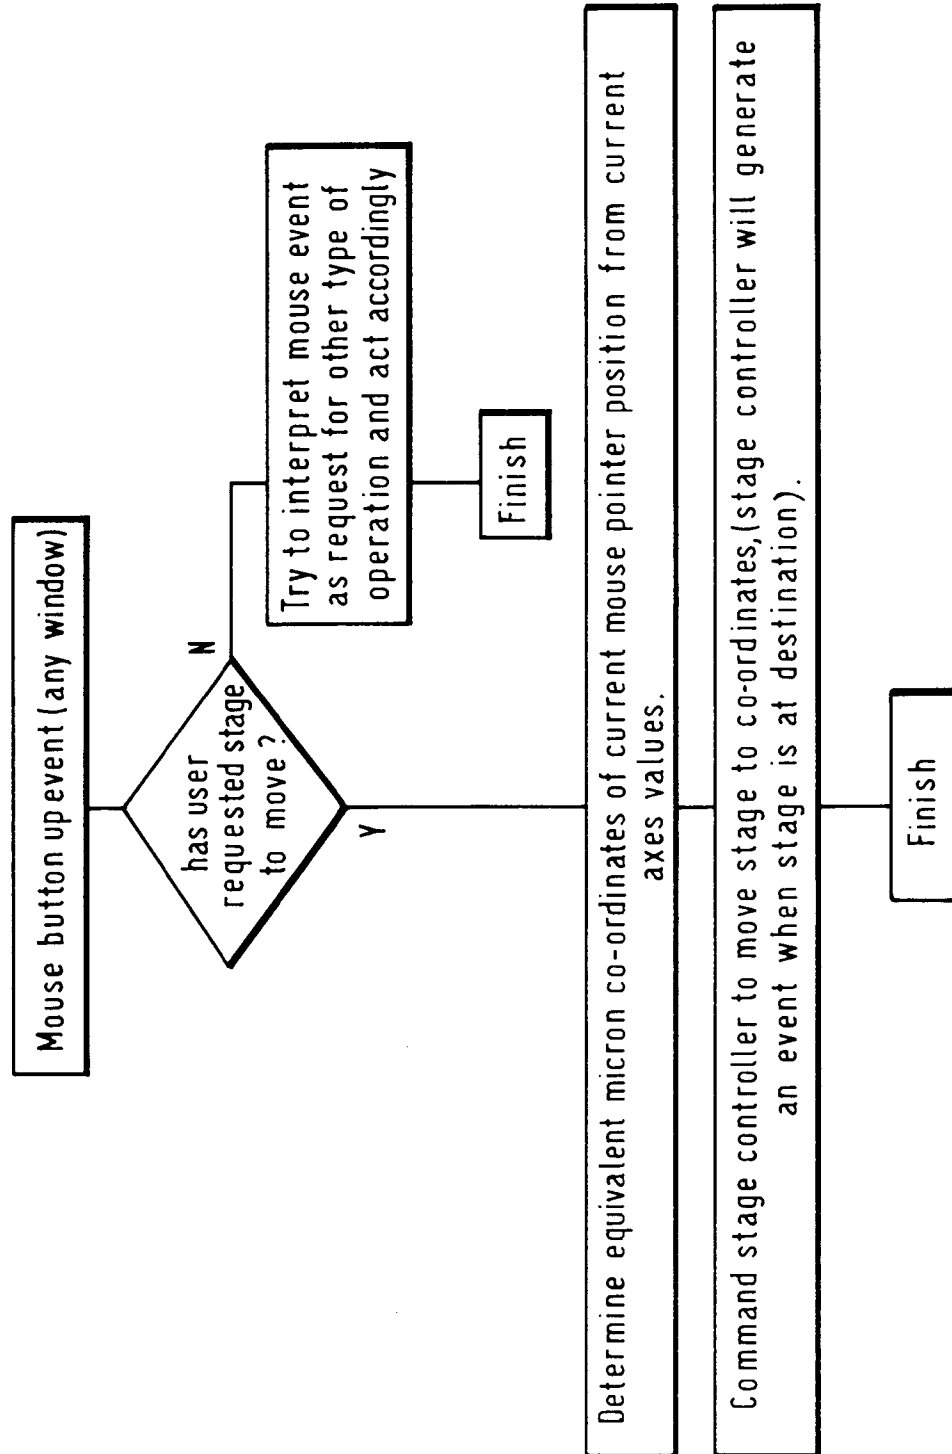 Mouse button up event (any window)
has user
requested stage
to move ?
N
Try to interpret mouse event
as request for other type of
operation and act accordingly
Finish
Y
Determine equivalent micron co-ordinates of current mouse pointer position from current
axes values.
Command stage controller to move stage to co-ordinates,(stage controller will generate
an event when stage is at destination).
Finish